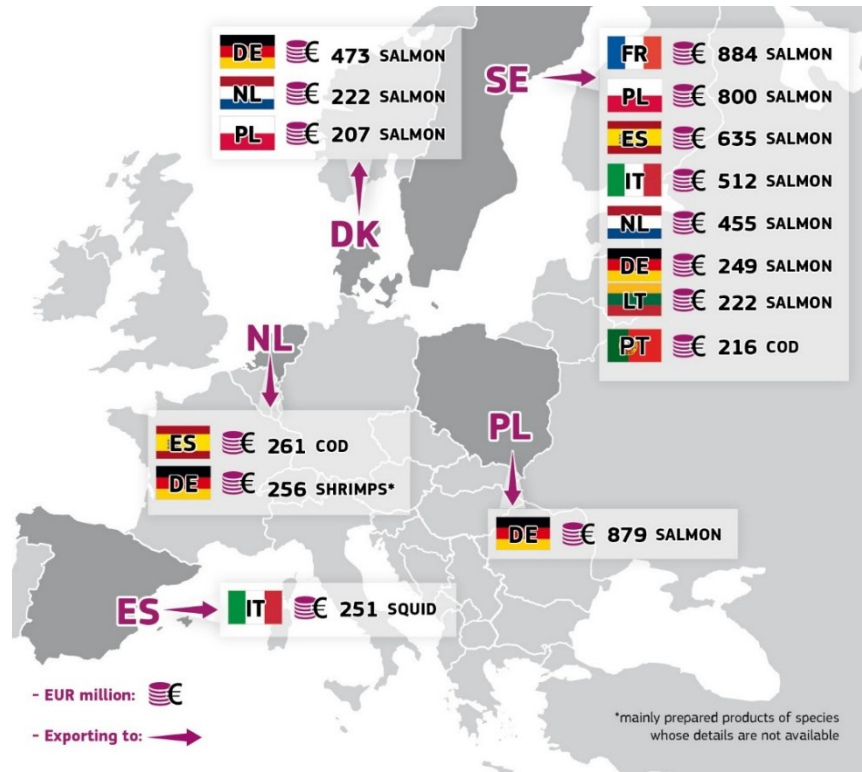 DE € 473 SALMON
NL € 222 SALMON
PL € 207 SALMON
DK
SE
FR € 884 SALMON
PL € 800 SALMON
ES € 635 SALMON
IT € 512 SALMON
NL € 455 SALMON
DE € 249 SALMON
LT € 222 SALMON
PT € 216 COD
NL
ES € 261 COD
DE € 256 SHRIMPS*
PL
DE € 879 SALMON
ES
IT € 251 SQUID
- EUR million: €
- Exporting to:
*mainly prepared products of species
whose details are not available